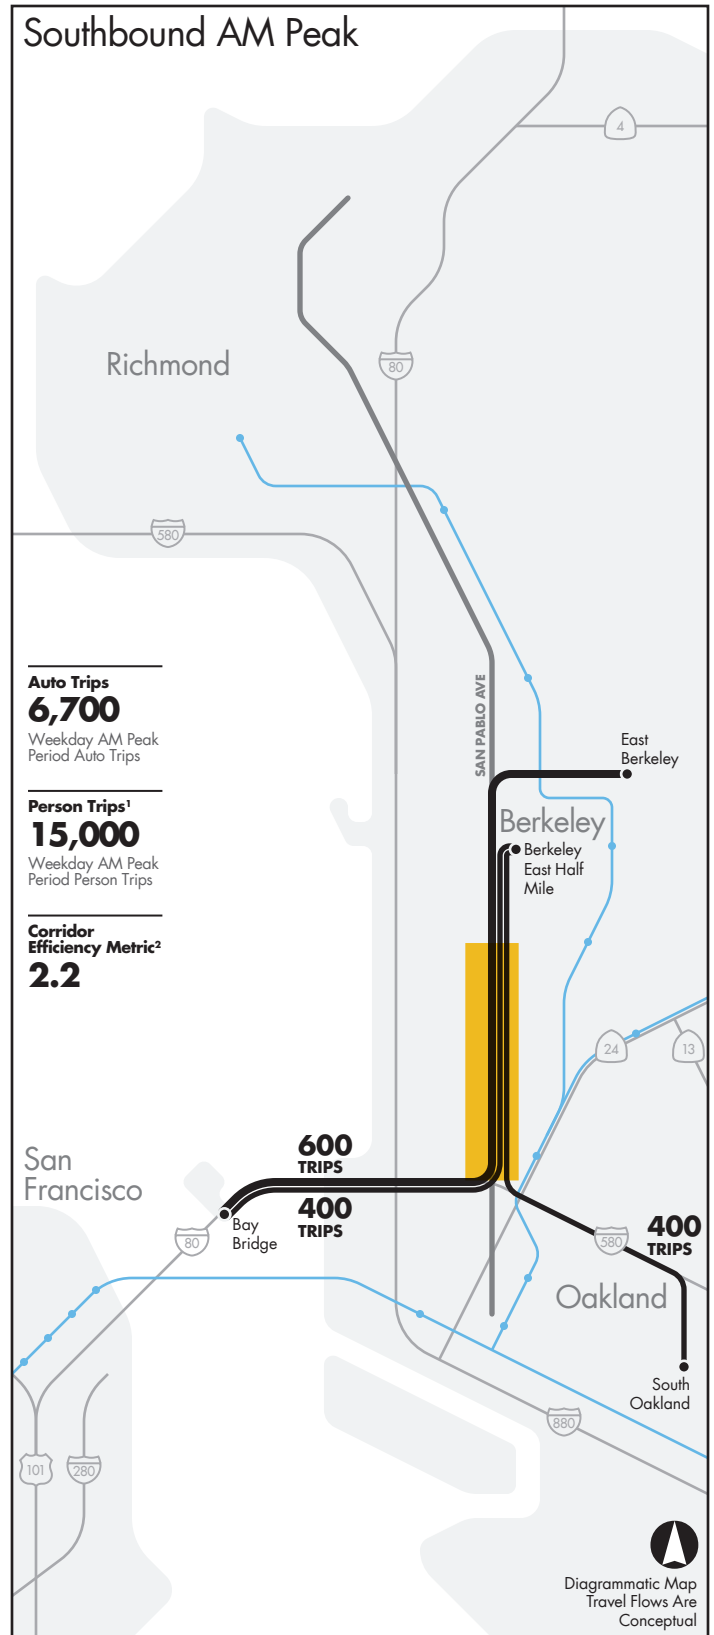 Southbound AM Peak
4
Richmond
80
580
SAN PABLO AVE
Auto Trips
6,700
Weekday AM Peak
Period Auto Trips
Person Trips¹
15,000
Weekday AM Peak
Period Person Trips
Corridor
Efficiency Metric²
2.2
East
Berkeley
Berkeley
Berkeley
East Half
Mile
24
13
San
Francisco
600
TRIPS
400
TRIPS
Bay
Bridge
80
400
TRIPS
580
Oakland
South
Oakland
880
101
280
Diagrammatic Map
Travel Flows Are
Conceptual